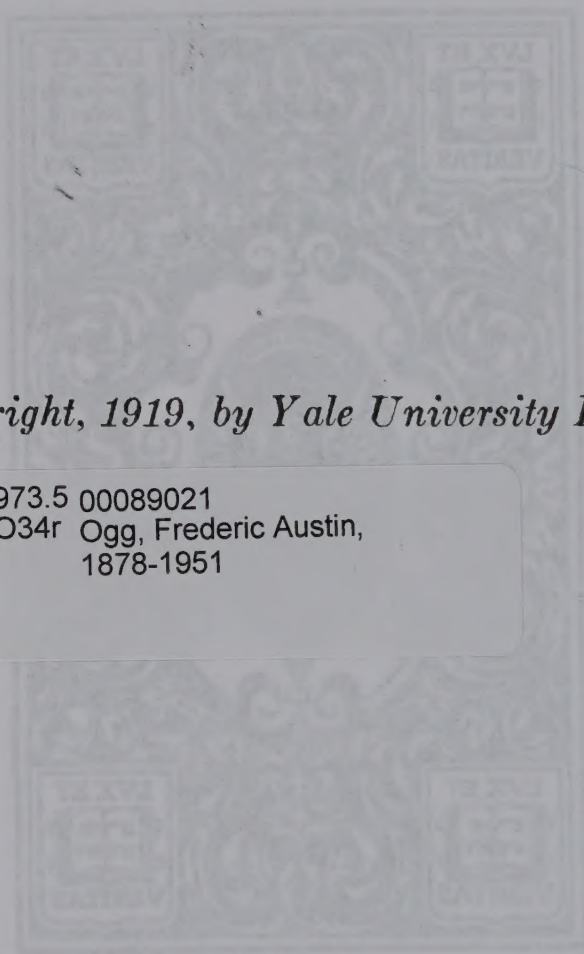 right, 1919, by Yale University
973.5 00089021
O34r Ogg, Frederic Austin,
1878-1951